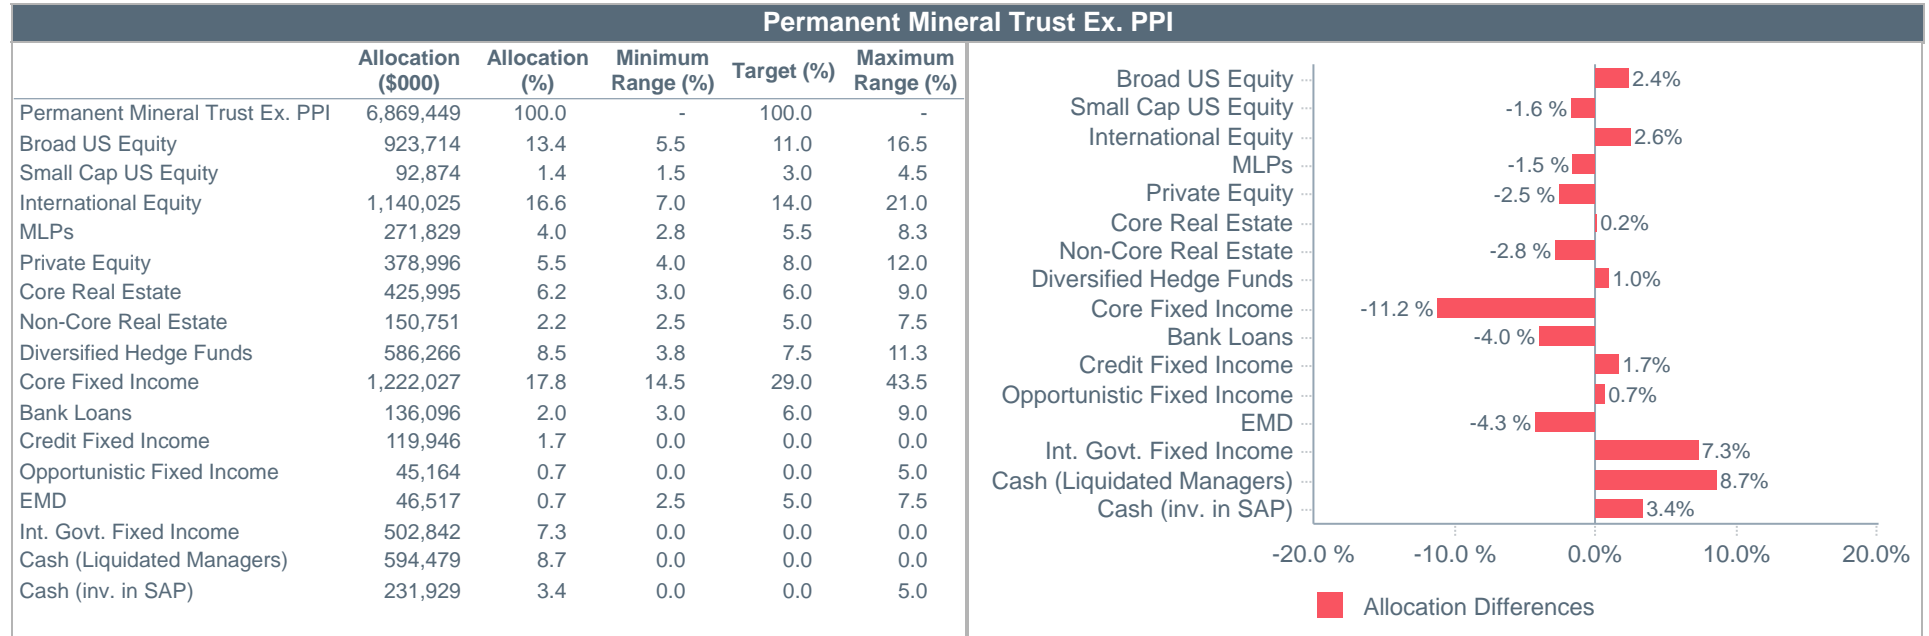 Permanent Mineral Trust Ex. PPI
Allocation ($000) Allocation (%) Minimum Range (%) Target (%) Maximum Range (%)
Permanent Mineral Trust Ex. PPI 6,869,449 100.0 - 100.0 -
Broad US Equity 923,714 13.4 5.5 11.0 16.5
Small Cap US Equity 92,874 1.4 1.5 3.0 4.5
International Equity 1,140,025 16.6 7.0 14.0 21.0
MLPs 271,829 4.0 2.8 5.5 8.3
Private Equity 378,996 5.5 4.0 8.0 12.0
Core Real Estate 425,995 6.2 3.0 6.0 9.0
Non-Core Real Estate 150,751 2.2 2.5 5.0 7.5
Diversified Hedge Funds 586,266 8.5 3.8 7.5 11.3
Core Fixed Income 1,222,027 17.8 14.5 29.0 43.5
Bank Loans 136,096 2.0 3.0 6.0 9.0
Credit Fixed Income 119,946 1.7 0.0 0.0 0.0
Opportunistic Fixed Income 45,164 0.7 0.0 0.0 5.0
EMD 46,517 0.7 2.5 5.0 7.5
Int. Govt. Fixed Income 502,842 7.3 0.0 0.0 0.0
Cash (Liquidated Managers) 594,479 8.7 0.0 0.0 0.0
Cash (inv. in SAP) 231,929 3.4 0.0 0.0 5.0
Broad US Equity 2.4%
Small Cap US Equity -1.6 %
International Equity 2.6%
MLPs -1.5 %
Private Equity -2.5 %
Core Real Estate 0.2%
Non-Core Real Estate -2.8 %
Diversified Hedge Funds 1.0%
Core Fixed Income -11.2 %
Bank Loans -4.0 %
Credit Fixed Income 1.7%
Opportunistic Fixed Income 0.7%
EMD -4.3 %
Int. Govt. Fixed Income 7.3%
Cash (Liquidated Managers) 8.7%
Cash (inv. in SAP) 3.4%
-20.0 % -10.0 % 0.0% 10.0% 20.0%
Allocation Differences